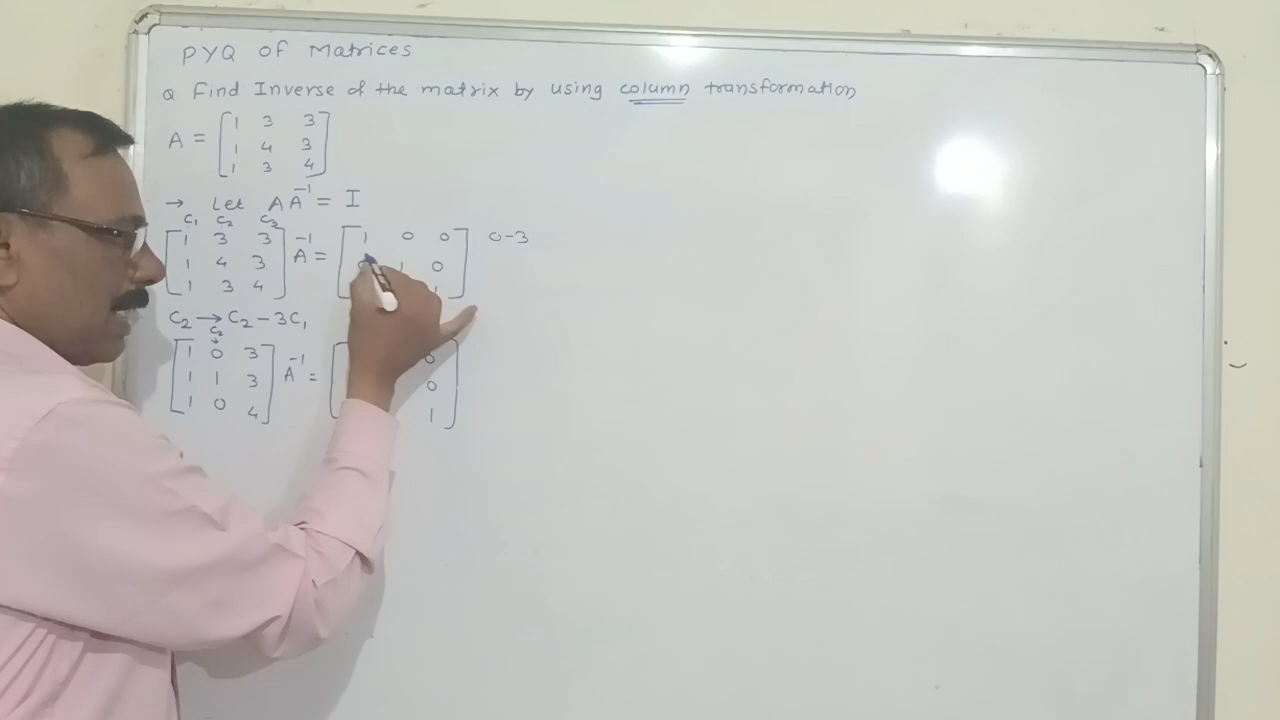 PYQ OF Matrices
Q Find Inverse of the matrix by using column transformation
A = [1 3 3
1 4 3
1 3 4]
→ Let AA⁻¹ = I
C₁ C₂ C₃
[1 3 3 ] A⁻¹ = [1 0 0] 0-3
1 4 3 0 1 0
1 3 4 1
C₂ → C₂ - 3C₁
C₂
↓
[1 0 3 ] A⁻¹ = [ 0]
1 1 3 0
1 0 4 1